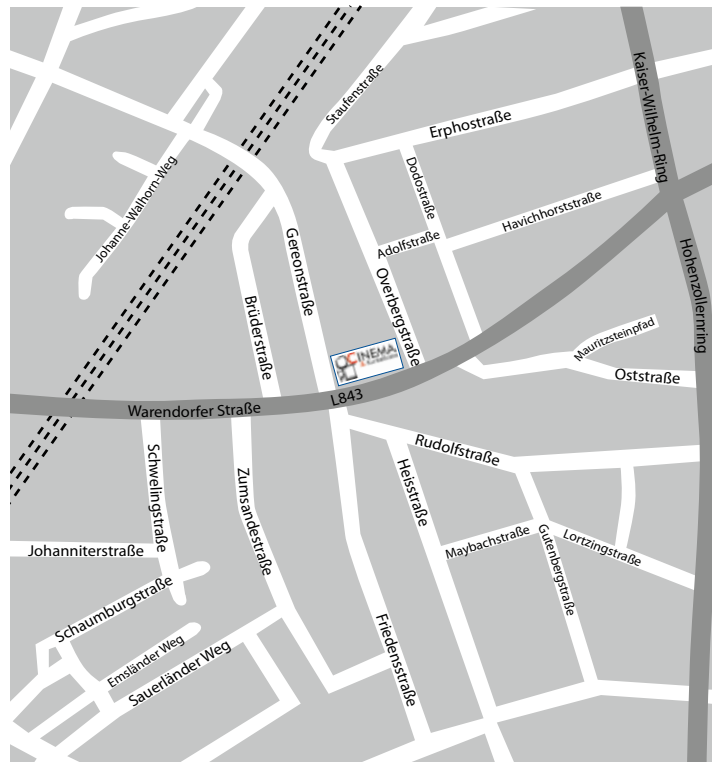 Staufenstraße
Kaiser-Wilhelm-Ring
Erphostraße
Johanne-Walhorn-Weg
Dodostraße
Havichhorststraße
Adolfstraße
Gereonstraße
Hohenzollernring
Overbergstraße
Brüderstraße
Mauritzsteinpfad
CINEMA
Oststraße
L843
Warendorfer Straße
Rudolfstraße
Schwelingstraße
Heisstraße
Zumsandestraße
Maybachstraße
Gutenbergstraße
Lortzingstraße
Johanniterstraße
Schaumburgstraße
Friedensstraße
Emsländer Weg
Sauerländer Weg